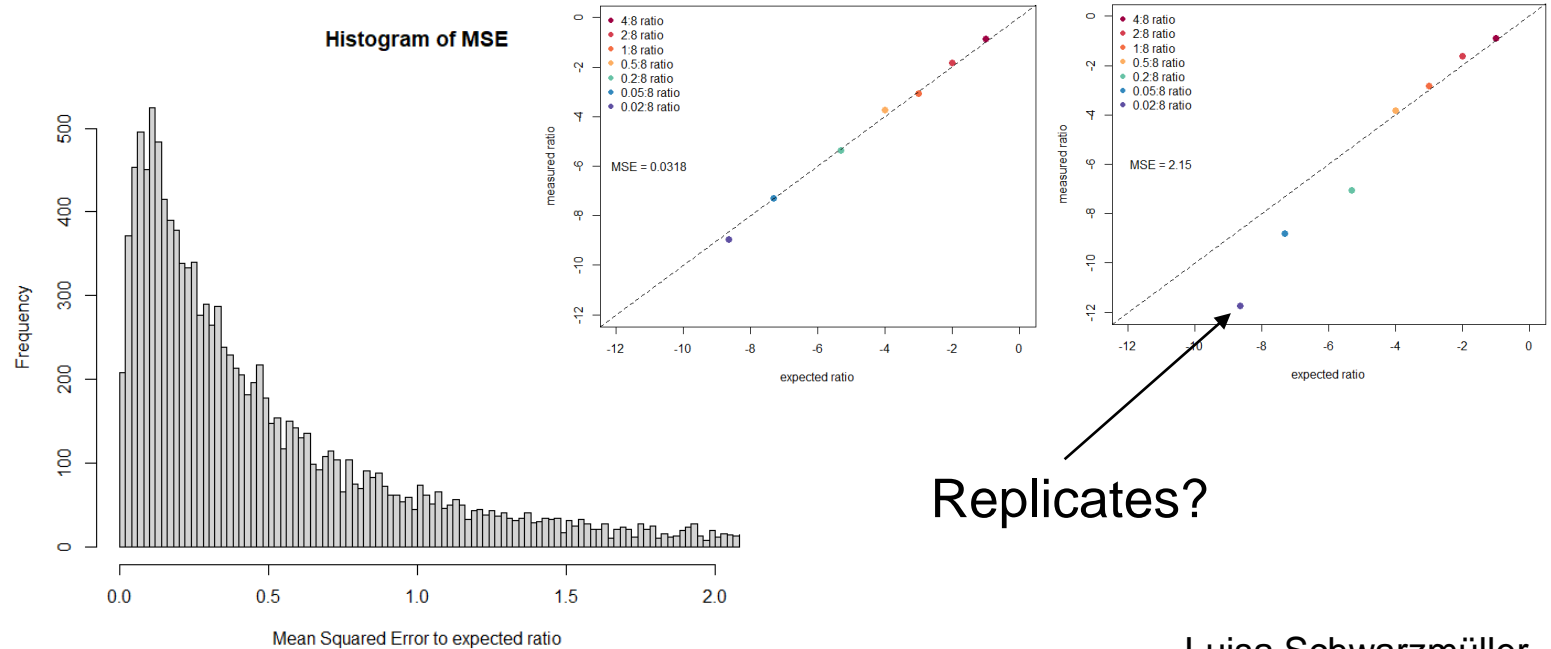 Histogram of MSE
Frequency
0
100
200
300
400
500
0.0
0.5
1.0
1.5
2.0
Mean Squared Error to expected ratio
4:8 ratio
2:8 ratio
1:8 ratio
0.5:8 ratio
0.2:8 ratio
0.05:8 ratio
0.02:8 ratio
MSE = 0.0318
measured ratio
0
-2
-4
-6
-8
-10
-12
-12
-10
-8
-6
-4
-2
0
expected ratio
4:8 ratio
2:8 ratio
1:8 ratio
0.5:8 ratio
0.2:8 ratio
0.05:8 ratio
0.02:8 ratio
MSE = 2.15
measured ratio
0
-2
-4
-6
-8
-10
-12
-12
-10
-8
-6
-4
-2
0
expected ratio
Replicates?
Luisa Schwarzmüller